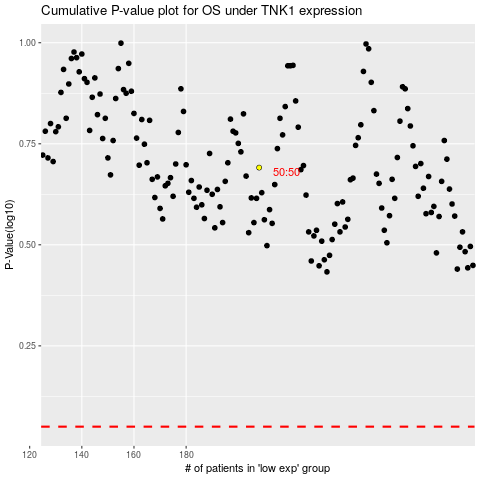 Cumulative P-value plot for OS under TNK1 expression
P-Value(log10)
1.00
0.75
0.50
0.25
50:50
120 140 160 180
# of patients in 'low exp' group